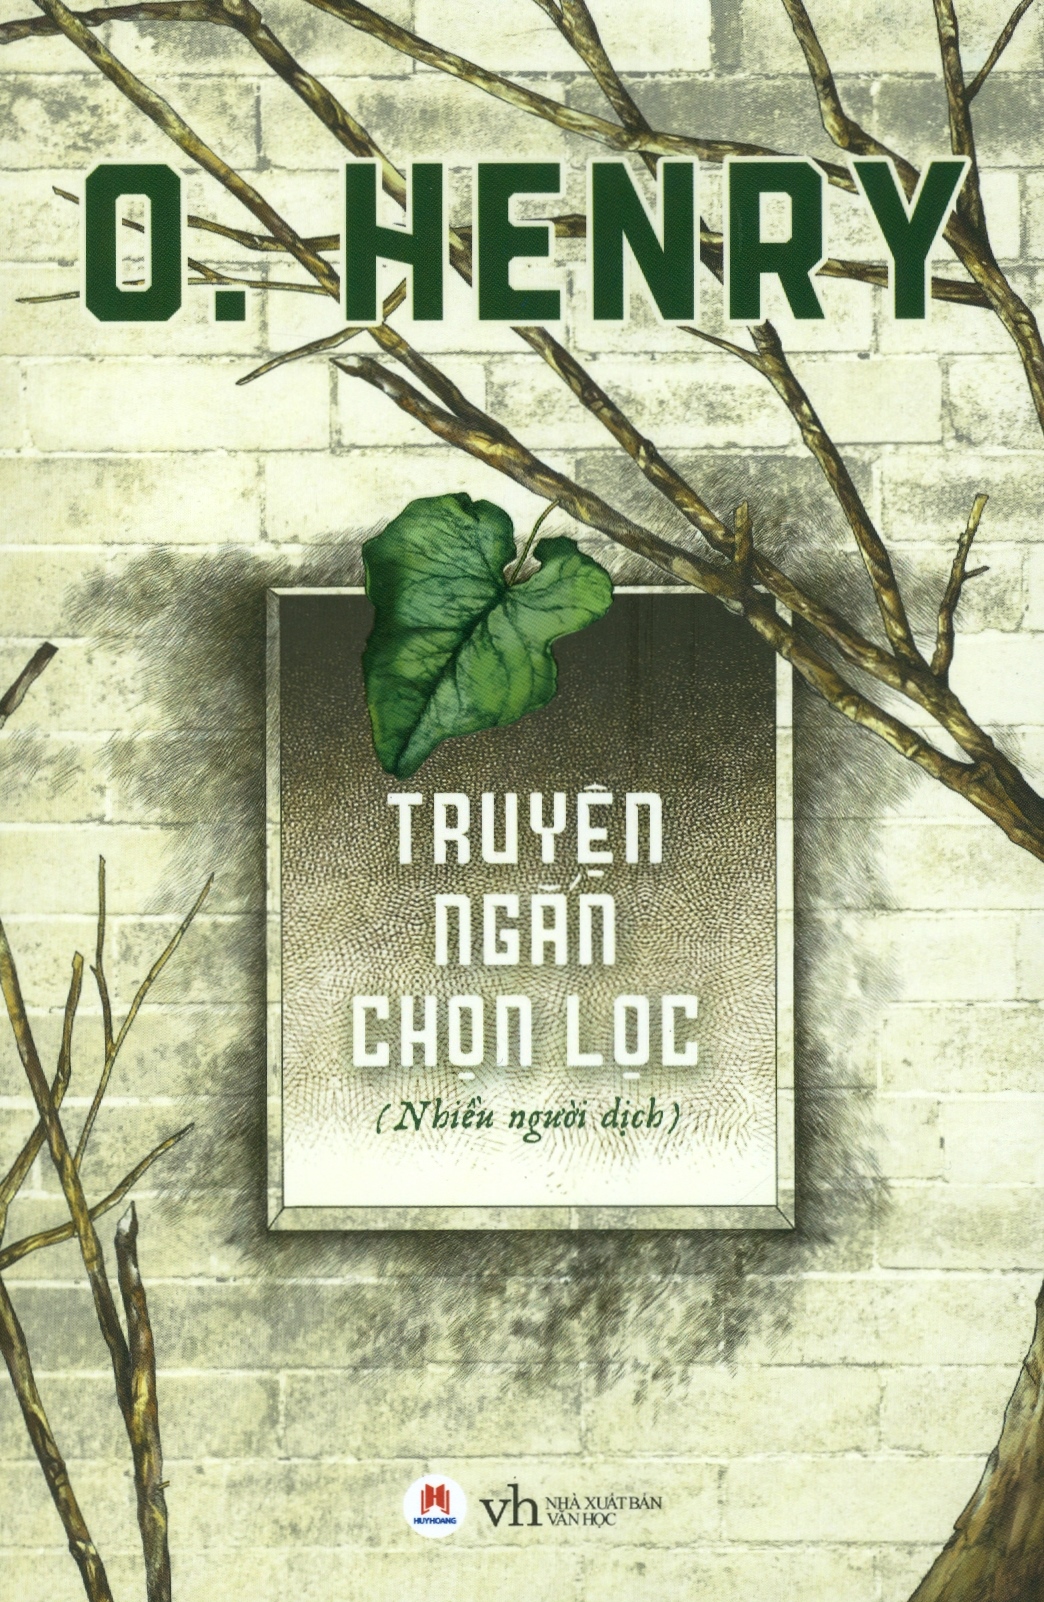 O. HENRY
TRUYỆN
NGẮN
CHỌN LỌC
(Nhiều người dịch)
HUYHOANG
vh NHÀ XUẤT BẢN
VĂN HỌC